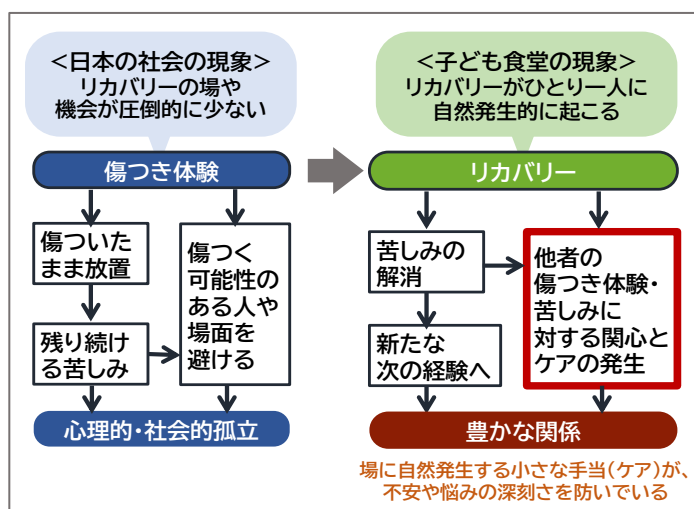 <日本の社会の現象>
リカバリーの場や
機会が圧倒的に少ない
傷つき体験
傷ついた
まま放置
残り続け
る苦しみ
傷つく
可能性の
ある人や
場面を
避ける
心理的・社会的孤立
<子ども食堂の現象>
リカバリーがひとり一人に
自然発生的に起こる
リカバリー
苦しみの
解消
新たな
次の経験へ
他者の
傷つき体験・
苦しみに
対する関心と
ケアの発生
豊かな関係
場に自然発生する小さな手当(ケア)が、
不安や悩みの深刻さを防いでいる